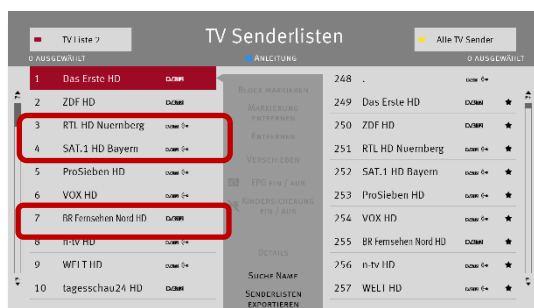 TV Liste 2
TV Senderlisten
Alle TV Sender
0 AUSGEWÄHLT
ANLEITUNG
0 AUSGEWÄHLT
1 Das Erste HD
2 ZDF HD
3 RTL HD Nuernberg
4 SAT.1 HD Bayern
5 ProSieben HD
6 VOX HD
7 BR Fernsehen Nord HD
8 n-tv HD
9 WELT HD
10 tagesschau24 HD
BLOCK MARKIEREN
MARKIERUNG
ENTFERNEN
ENTFERNEN
VERSCHIEBEN
EPG EIN / AUS
KINDERSICHERUNG
EIN / AUS
DETAILS
SUCHE NAME
SENDERLISTEN
EXPORTIEREN
248 .
249 Das Erste HD
250 ZDF HD
251 RTL HD Nuernberg
252 SAT.1 HD Bayern
253 ProSieben HD
254 VOX HD
255 BR Fernsehen Nord HD
256 n-tv HD
257 WELT HD